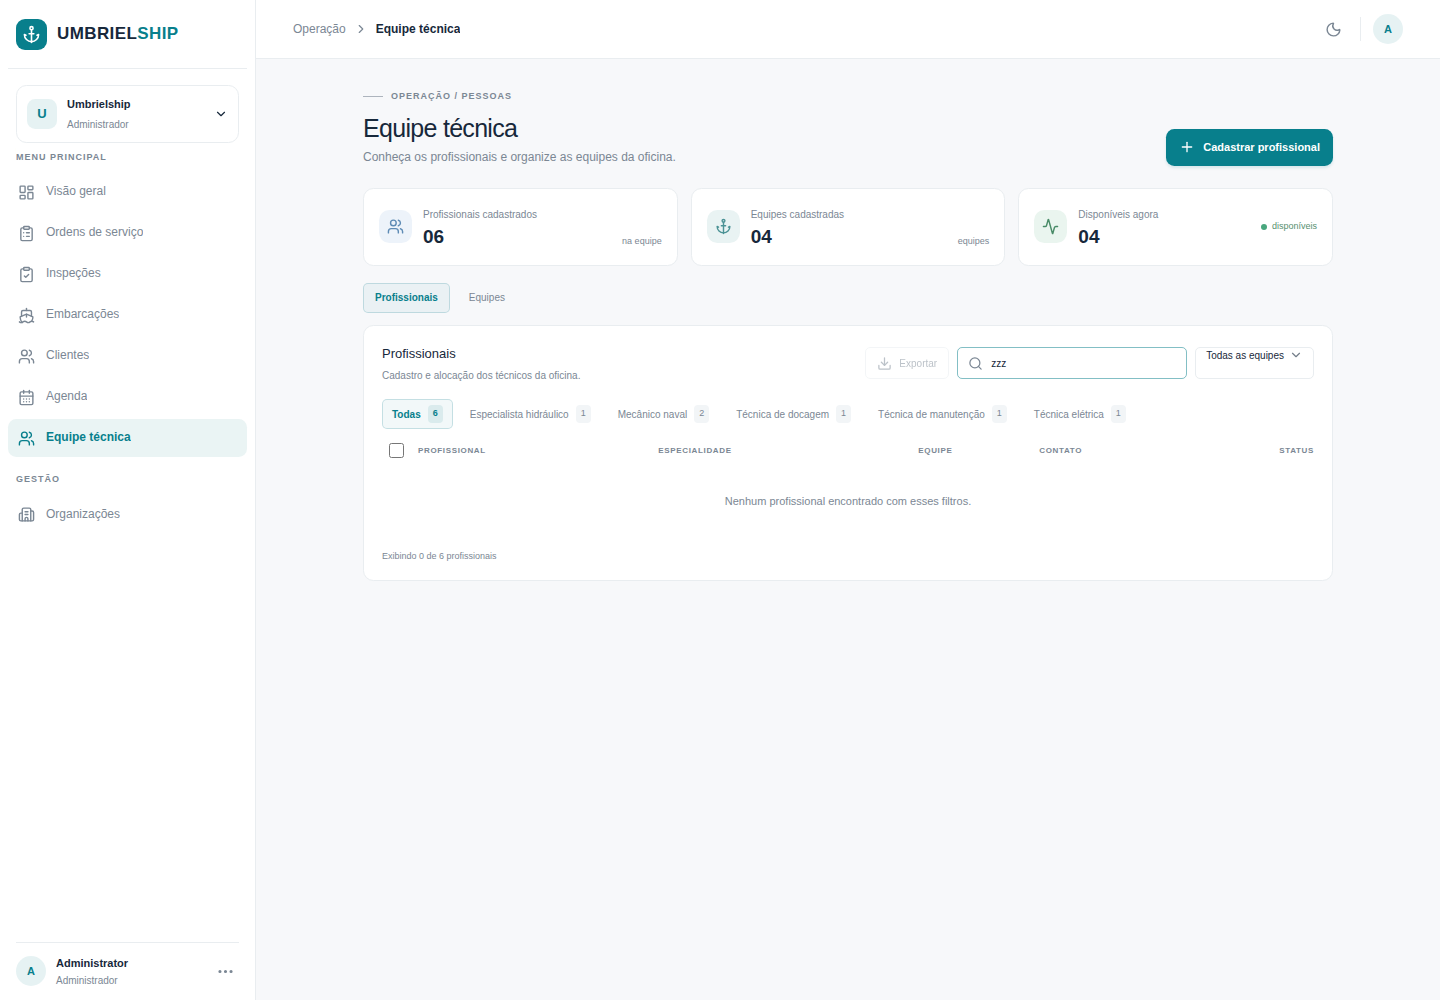 UMBRIELSHIP
U
Umbrielship
Administrador
MENU PRINCIPAL
Visão geral
Ordens de serviço
Inspeções
Embarcações
Clientes
Agenda
Equipe técnica
GESTÃO
Organizações
A
Administrator
Administrador
Operação
Equipe técnica
A
OPERAÇÃO / PESSOAS
Equipe técnica
Conheça os profissionais e organize as equipes da oficina.
Cadastrar profissional
Profissionais cadastrados
06
na equipe
Equipes cadastradas
04
equipes
Disponíveis agora
04
disponíveis
Profissionais
Equipes
Profissionais
Cadastro e alocação dos técnicos da oficina.
Exportar
zzz
Todas as equipes
Todas 6
Especialista hidráulico 1
Mecânico naval 2
Técnica de docagem 1
Técnica de manutenção 1
Técnica elétrica 1
PROFISSIONAL ESPECIALIDADE EQUIPE CONTATO STATUS
Nenhum profissional encontrado com esses filtros.
Exibindo 0 de 6 profissionais